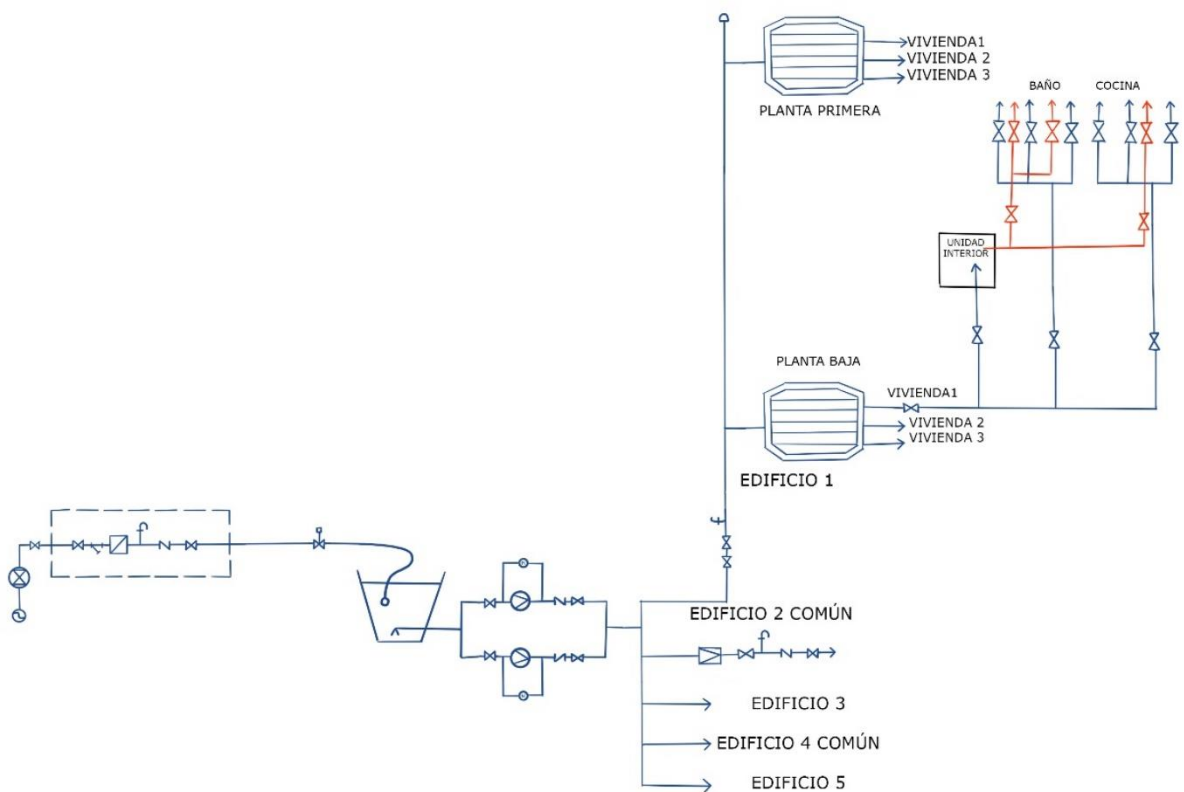 VIVIENDA1
VIVIENDA 2
VIVIENDA 3
PLANTA PRIMERA
BAÑO
COCINA
UNIDAD
INTERIOR
PLANTA BAJA
VIVIENDA1
VIVIENDA 2
VIVIENDA 3
EDIFICIO 1
EDIFICIO 2 COMÚN
EDIFICIO 3
EDIFICIO 4 COMÚN
EDIFICIO 5